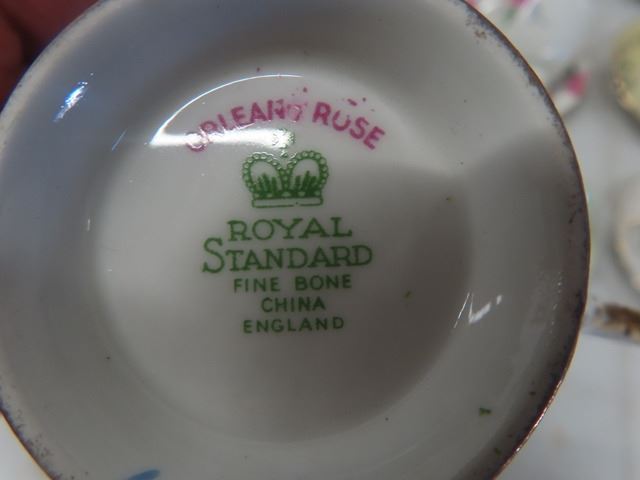 ORLEANS ROSE
ROYAL
STANDARD
FINE BONE
CHINA
ENGLAND